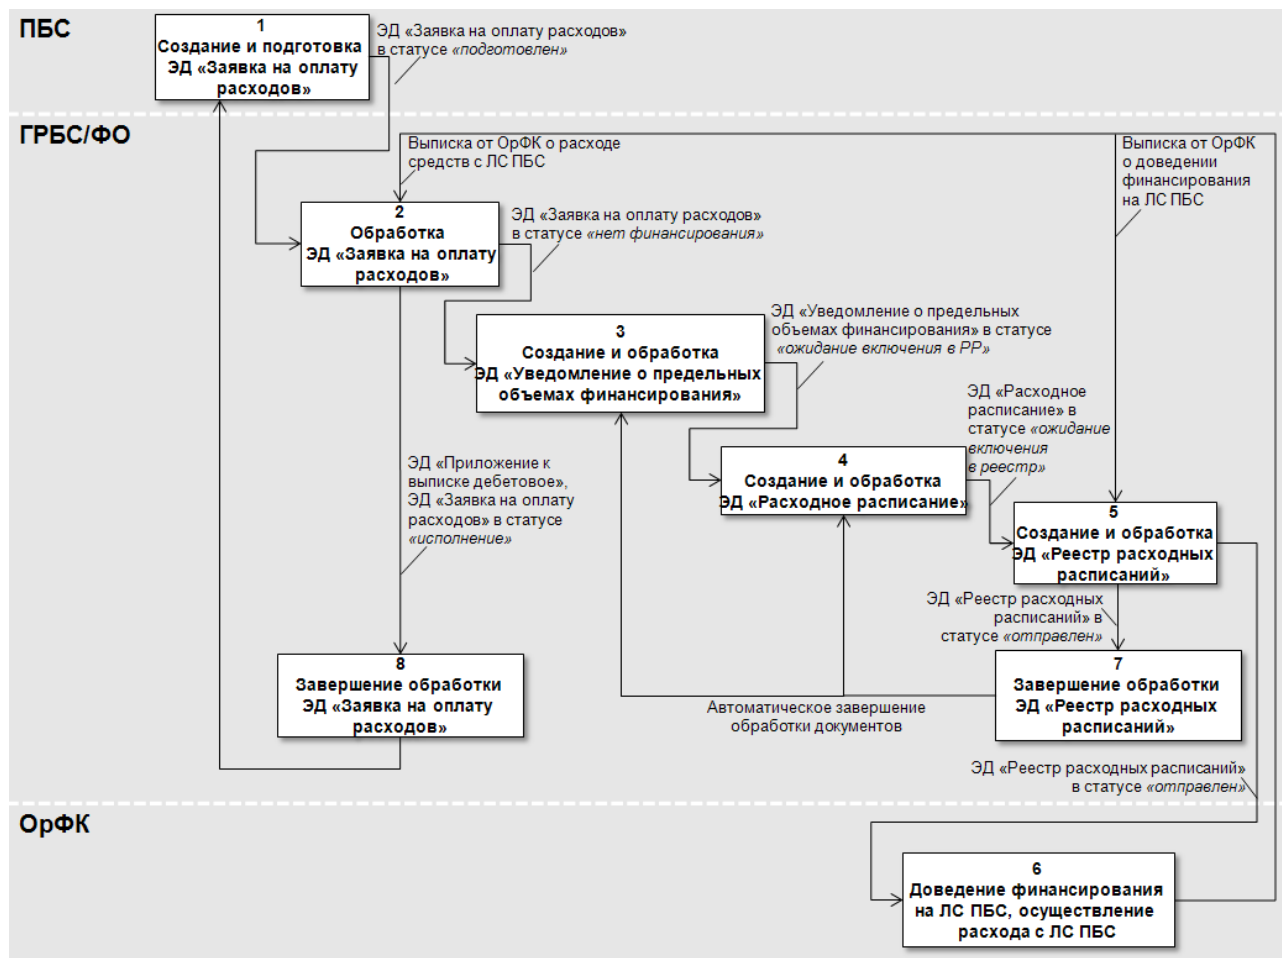 ПБС
1
Создание и подготовка
ЭД «Заявка на оплату
расходов»
ЭД «Заявка на оплату расходов»
в статусе «подготовлен»
ГРБС/ФО
Выписка от ОрФК о расходе
средств с ЛС ПБС
Выписка от ОрФК
о доведении
финансирования
на ЛС ПБС
2
Обработка
ЭД «Заявка на оплату
расходов»
ЭД «Заявка на оплату расходов»
в статусе «нет финансирования»
3
Создание и обработка
ЭД «Уведомление о предельных
объемах финансирования»
ЭД «Уведомление о предельных
объемах финансирования» в статусе
«ожидание включения в РР»
4
Создание и обработка
ЭД «Расходное расписание»
ЭД «Расходное
расписание» в
статусе «ожидание
включения
в реестр»
5
Создание и обработка
ЭД «Реестр расходных
расписаний»
ЭД «Приложение к
выписке дебетовое»,
ЭД «Заявка на оплату
расходов» в статусе
«исполнение»
ЭД «Реестр расходных
расписаний» в
статусе «отправлен»
8
Завершение обработки
ЭД «Заявка на оплату
расходов»
7
Завершение обработки
ЭД «Реестр расходных
расписаний»
Автоматическое завершение
обработки документов
ЭД «Реестр расходных расписаний»
в статусе «отправлен»
ОрФК
6
Доведение финансирования
на ЛС ПБС, осуществление
расхода с ЛС ПБС